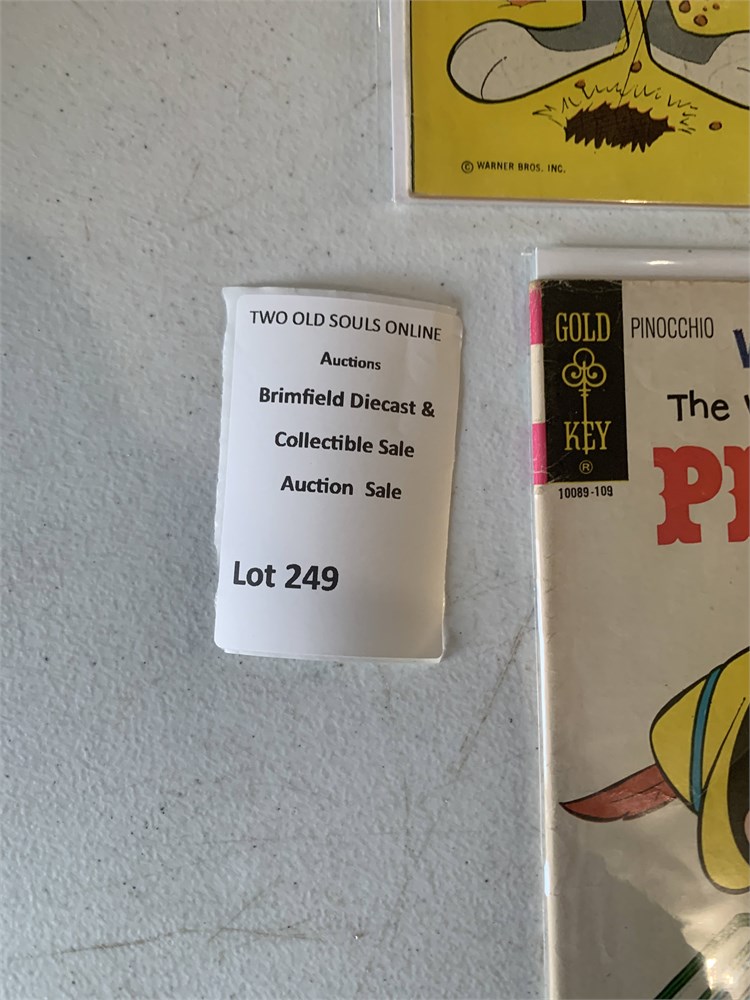 © WARNER BROS. INC.
TWO OLD SOULS ONLINE
Auctions
Brimfield Diecast &
Collectible Sale
Auction Sale
Lot 249
GOLD
KEY
®
PINOCCHIO
The
10089-109